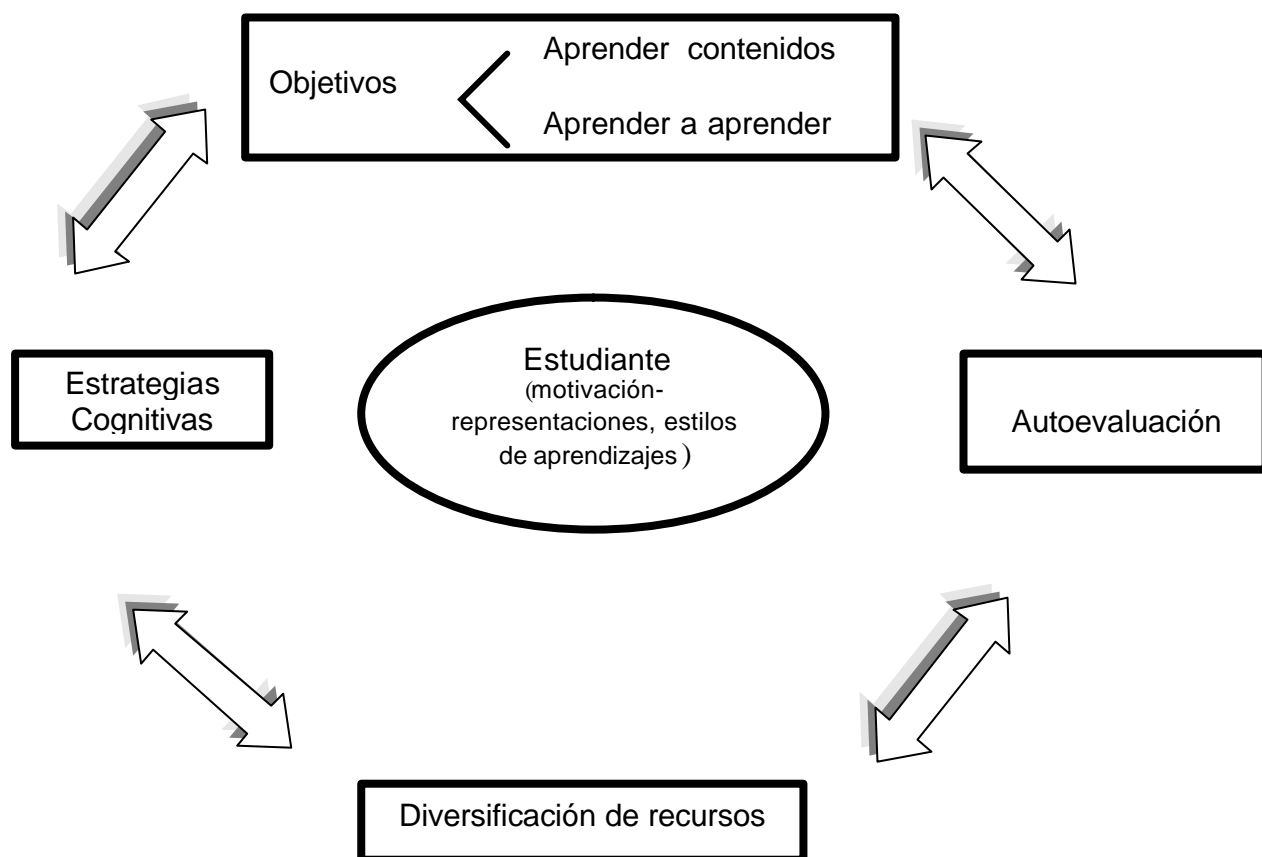 Aprender contenidos
Objetivos
Aprender a aprender
Estrategias
Cognitivas
Estudiante
(motivación-
representaciones, estilos
de aprendizajes )
Autoevaluación
Diversificación de recursos